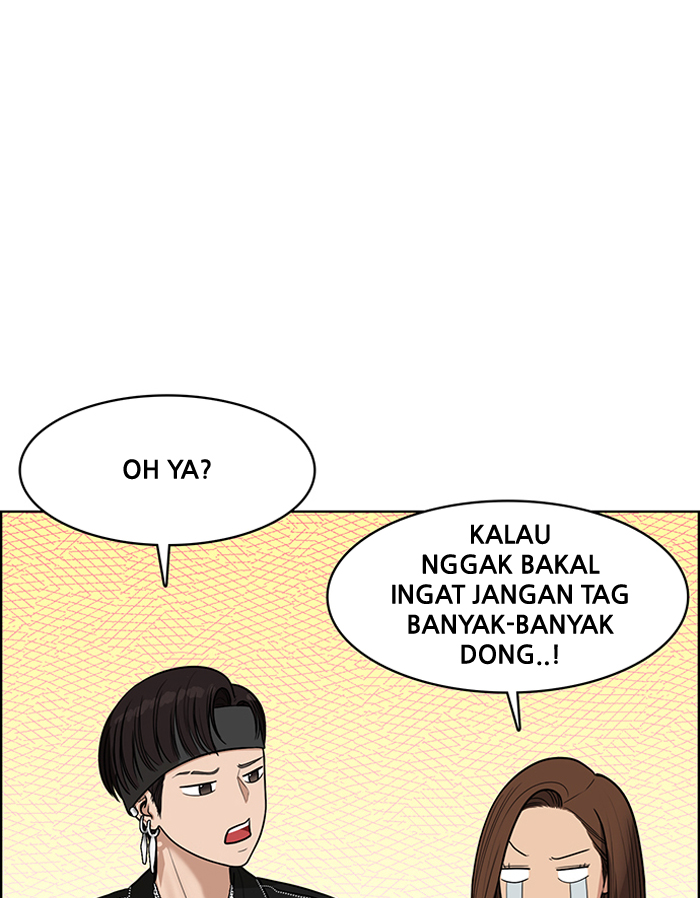 OH YA?
KALAU
NGGAK BAKAL
INGAT JANGAN TAG
BANYAK-BANYAK
DONG..!